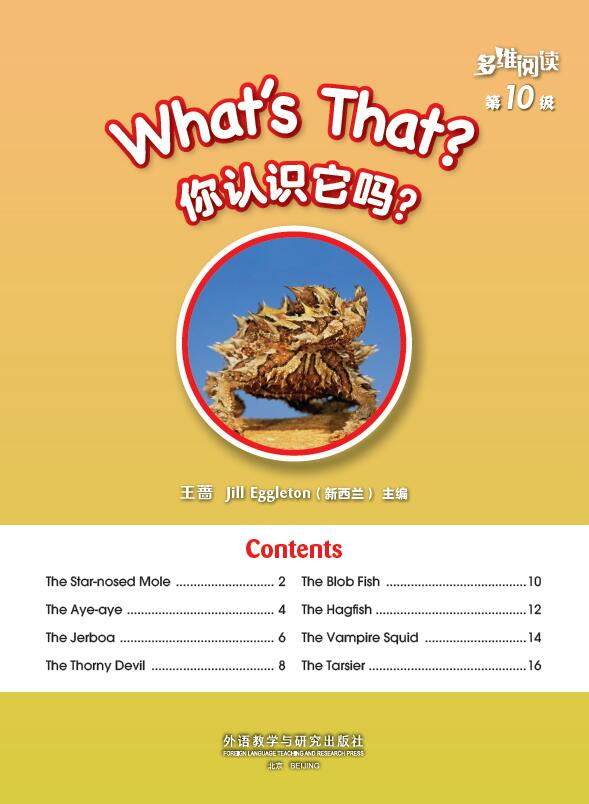 多维阅读
第10级
What's That?
你认识它吗?
王蔷 Jill Eggleton（新西兰）主编
Contents
The Star-nosed Mole ............................ 2
The Aye-aye .......................................... 4
The Jerboa ............................................ 6
The Thorny Devil ................................... 8
The Blob Fish ........................................10
The Hagfish ...........................................12
The Vampire Squid .............................14
The Tarsier .............................................16
外语教学与研究出版社
FOREIGN LANGUAGE TEACHING AND RESEARCH PRESS
北京 BEIJING